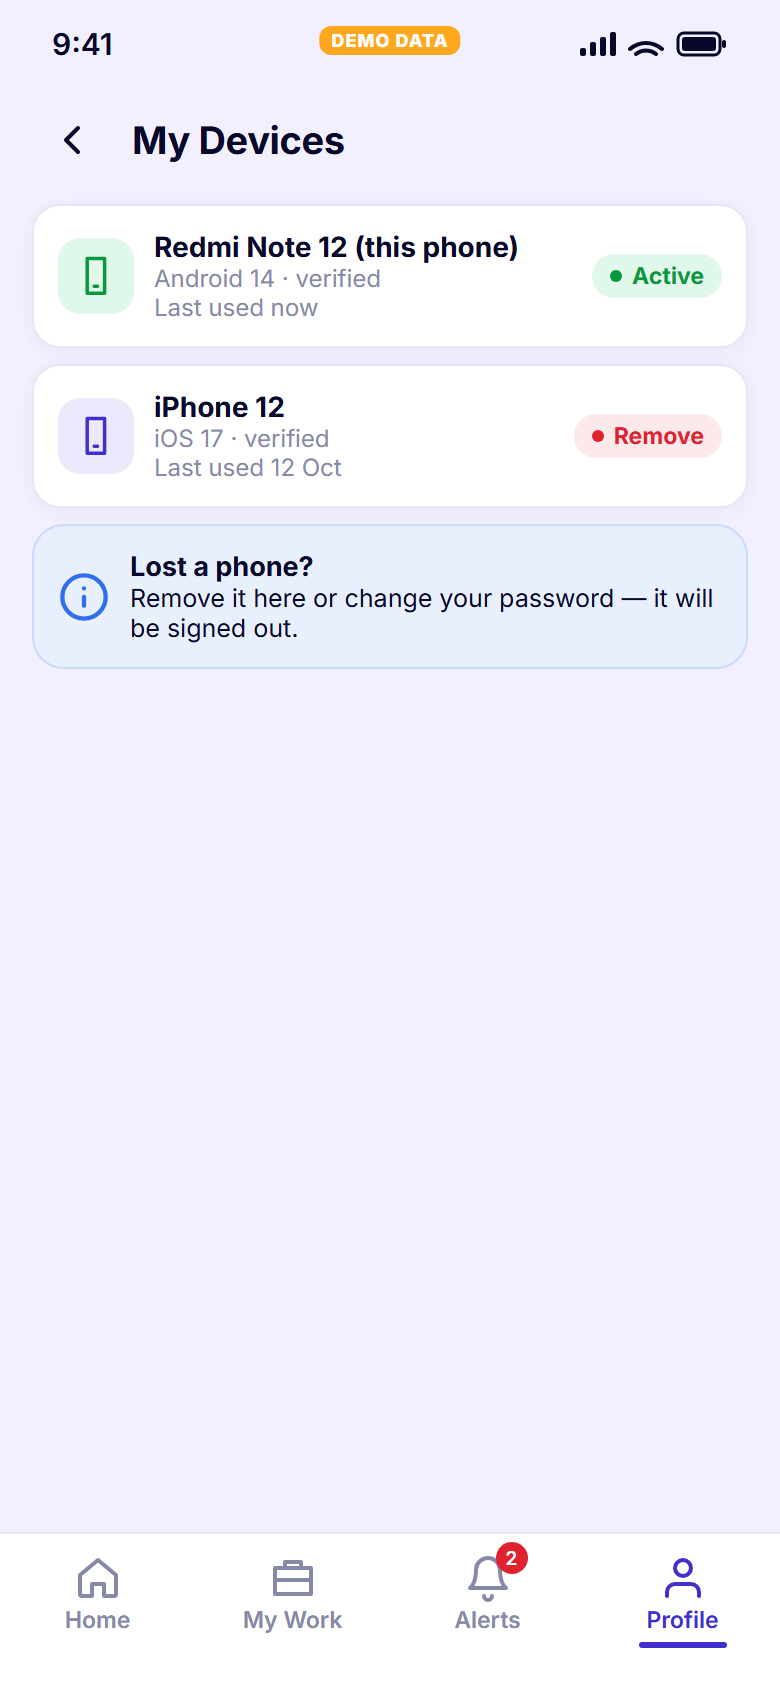 9:41
DEMO DATA
My Devices
Redmi Note 12 (this phone)
Android 14 · verified
Last used now
Active
iPhone 12
iOS 17 · verified
Last used 12 Oct
Remove
Lost a phone?
Remove it here or change your password — it will
be signed out.
2
Home
My Work
Alerts
Profile